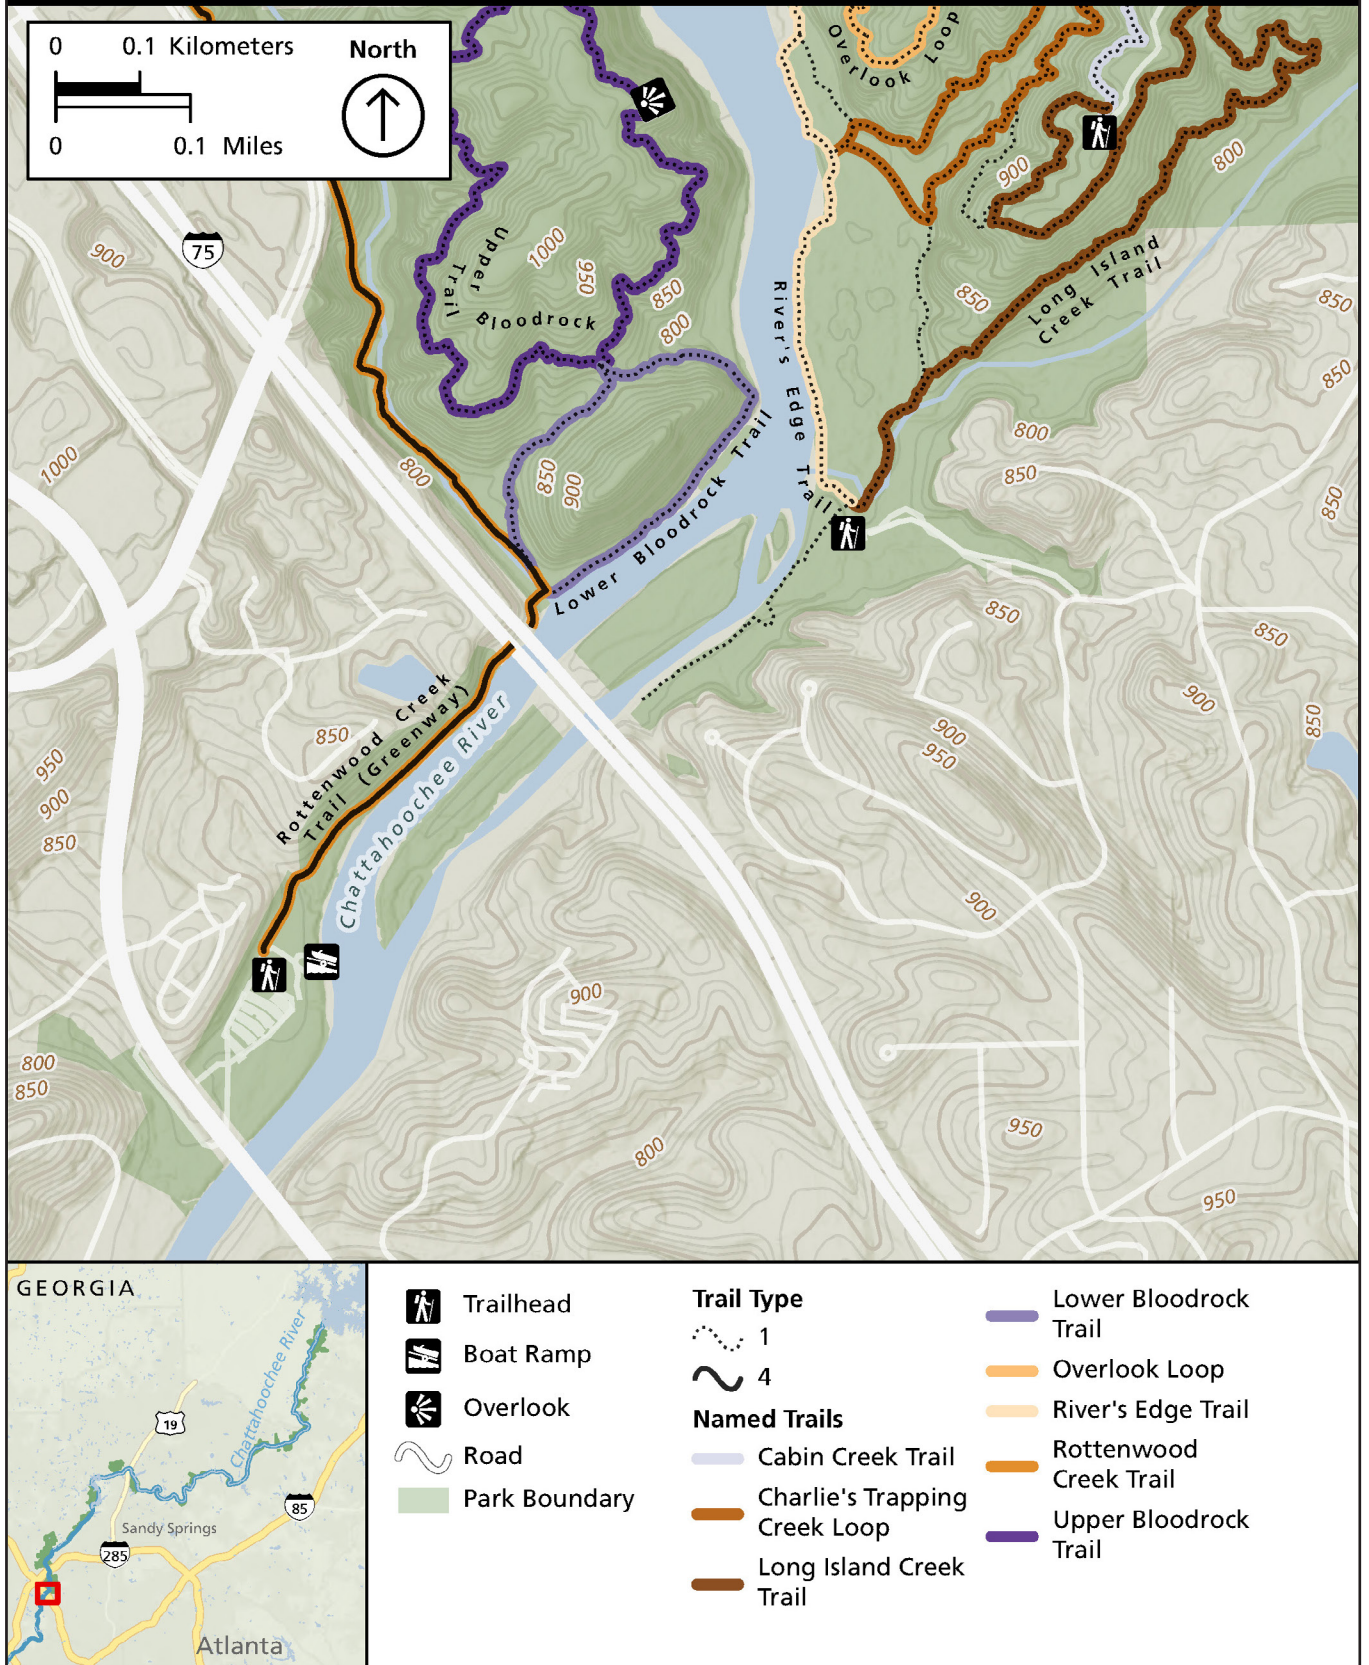 0 0.1 Kilometers
0 0.1 Miles
North
Overlook Loop
900
800
75
900
Upper
Bloodrock
Trail
1000
950
850
800
River's Edge Trail
850
Long Island
Creek Trail
850
850
1000
800
850
900
Lower Bloodrock Trail
800
850
850
850
850
Rottenwood Creek
Trail (Greenway)
850
Chattahoochee River
950
900
850
900
950
900
850
900
900
800
850
800
950
950
GEORGIA
Chattahoochee River
19
85
Sandy Springs
285
Atlanta
Trailhead
Boat Ramp
Overlook
Road
Park Boundary
Trail Type
1
4
Named Trails
Cabin Creek Trail
Charlie's Trapping
Creek Loop
Long Island Creek
Trail
Lower Bloodrock
Trail
Overlook Loop
River's Edge Trail
Rottenwood
Creek Trail
Upper Bloodrock
Trail